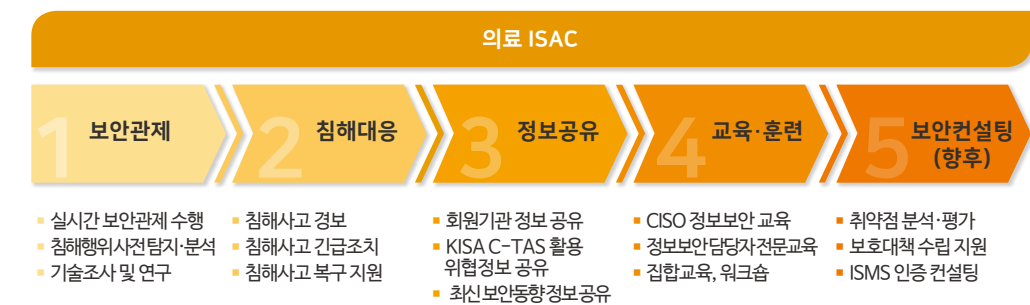 의료 ISAC
1 보안관제
2 침해대응
3 정보공유
4 교육·훈련
5 보안컨설팅
(향후)
▪ 실시간 보안관제 수행
▪ 침해행위사전탐지·분석
▪ 기술조사 및 연구
▪ 침해사고 경보
▪ 침해사고 긴급조치
▪ 침해사고 복구 지원
▪ 회원기관 정보 공유
▪ KISA C-TAS 활용
위협정보 공유
▪ 최신보안동향정보공유
▪ CISO 정보보안 교육
▪ 정보보안담당자전문교육
▪ 집합교육, 워크숍
▪ 취약점 분석·평가
▪ 보호대책 수립 지원
▪ ISMS 인증 컨설팅